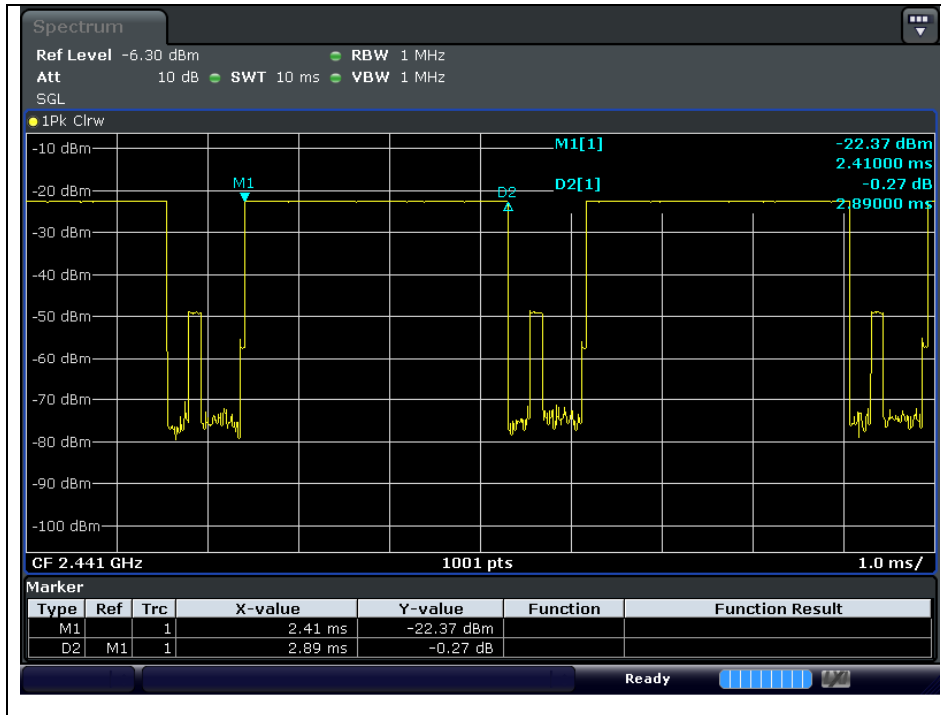 Spectrum
Ref Level -6.30 dBm RBW 1 MHz
Att 10 dB SWT 10 ms VBW 1 MHz
SGL
1Pk Clrw
M1[1] -22.37 dBm
2.41000 ms
D2[1] -0.27 dB
2.89000 ms
-10 dBm
M1
D2
-20 dBm
-30 dBm
-40 dBm
-50 dBm
-60 dBm
-70 dBm
-80 dBm
-90 dBm
-100 dBm
CF 2.441 GHz 1001 pts 1.0 ms/
Marker
Type Ref Trc X-value Y-value Function Function Result
M1 1 2.41 ms -22.37 dBm
D2 M1 1 2.89 ms -0.27 dB
Ready